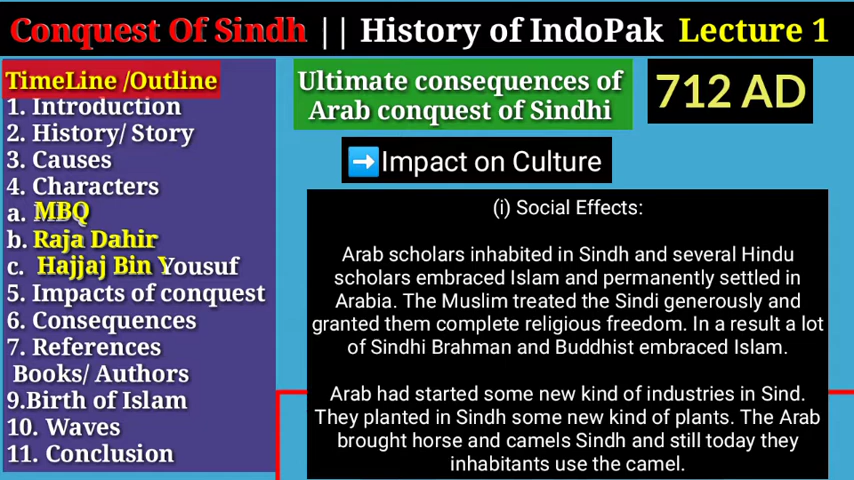 Conquest Of Sindh || History of IndoPak Lecture 1
TimeLine /Outline
1. Introduction
2. History/ Story
3. Causes
4. Characters
a. MBQ
b. Raja Dahir
c. Hajjaj Bin Yousuf
5. Impacts of conquest
6. Consequences
7. References
Books/ Authors
9.Birth of Islam
10. Waves
11. Conclusion
Ultimate consequences of
Arab conquest of Sindhi
712 AD
➡Impact on Culture
(i) Social Effects:
Arab scholars inhabited in Sindh and several Hindu
scholars embraced Islam and permanently settled in
Arabia. The Muslim treated the Sindi generously and
granted them complete religious freedom. In a result a lot
of Sindhi Brahman and Buddhist embraced Islam.
Arab had started some new kind of industries in Sind.
They planted in Sindh some new kind of plants. The Arab
brought horse and camels Sindh and still today they
inhabitants use the camel.